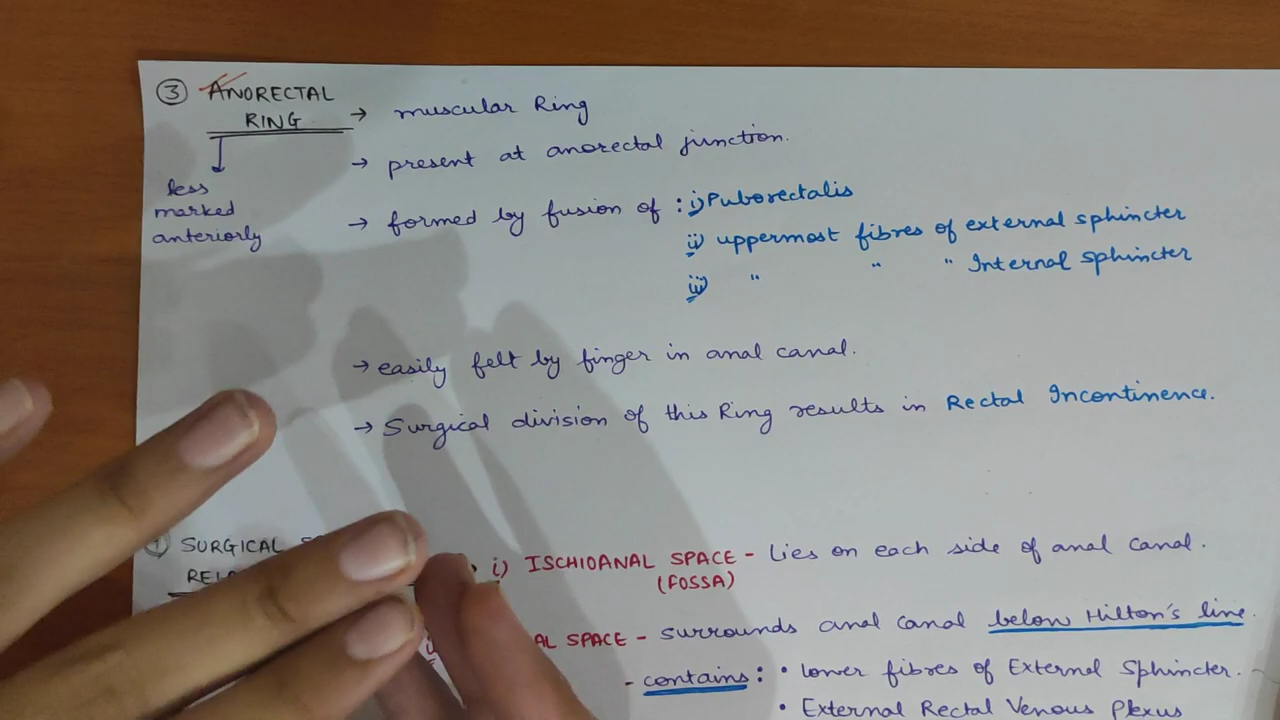 ③ ANORECTAL RING → muscular Ring
→ present at anorectal junction.
↓
less marked anteriorly
→ formed by fusion of : i) Puborectalis
ii) uppermost fibres of external sphincter
iii) " " " Internal sphincter
→ easily felt by finger in anal canal.
→ Surgical division of this Ring results in Rectal Incontinence.
SURGICAL
REL
i) ISCHIOANAL SPACE - Lies on each side of anal canal.
(FOSSA)
AL SPACE - surrounds anal canal below Hilton's line.
- contains : • lower fibres of External Sphincter.
• External Rectal Venous Plexus